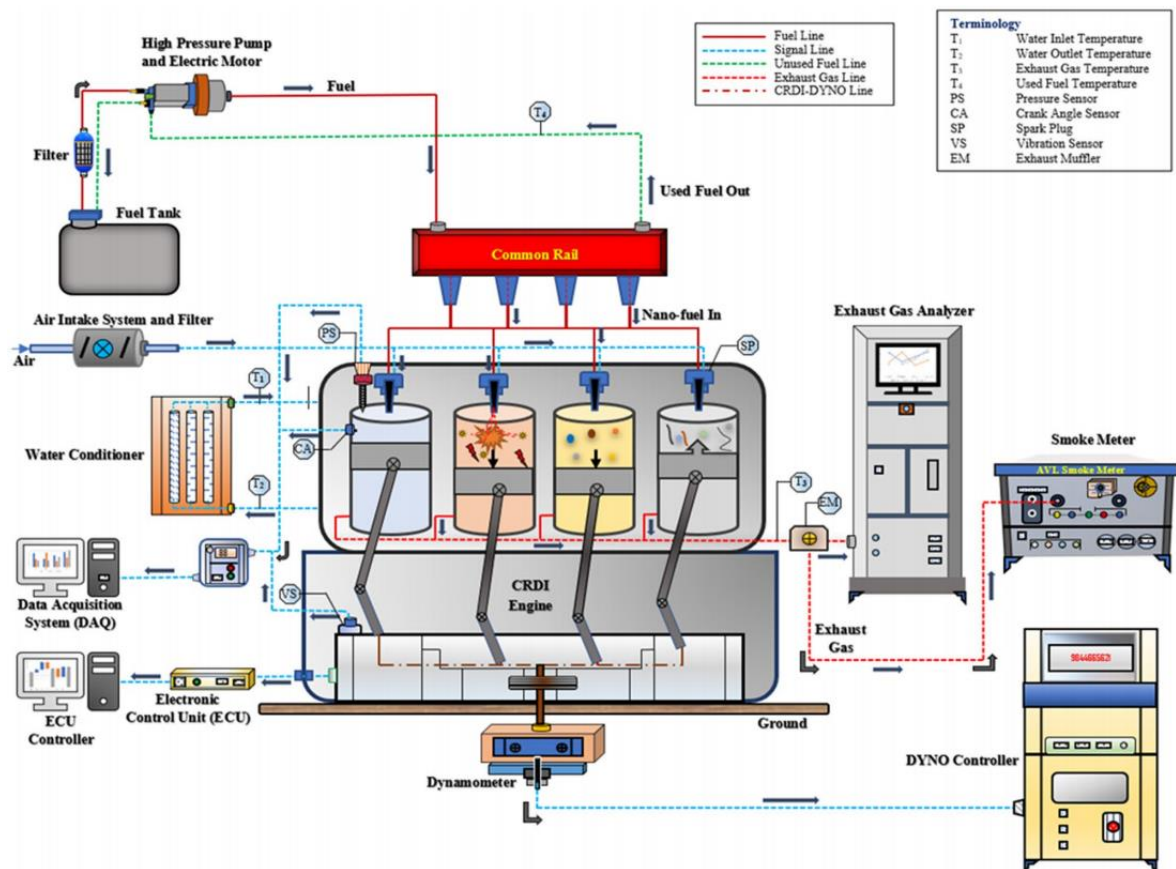 High Pressure Pump
and Electric Motor
Fuel
Filter
Fuel Tank
T₄
Used Fuel Out
Fuel Line
Signal Line
Unused Fuel Line
Exhaust Gas Line
CRDI-DYNO Line
Terminology
T₁ Water Inlet Temperature
T₂ Water Outlet Temperature
T₃ Exhaust Gas Temperature
T₄ Used Fuel Temperature
PS Pressure Sensor
CA Crank Angle Sensor
SP Spark Plug
VS Vibration Sensor
EM Exhaust Muffler
Common Rail
Air Intake System and Filter
Air
Nano-fuel In
PS
SP
Exhaust Gas Analyzer
T₁
Water Conditioner
CA
T₂
T₃
EM
Smoke Meter
AVL Smoke Meter
Data Acquisition
System (DAQ)
VS
CRDI
Engine
Exhaust
Gas
ECU
Controller
Electronic
Control Unit (ECU)
Ground
Dynamometer
DYNO Controller
9844665621